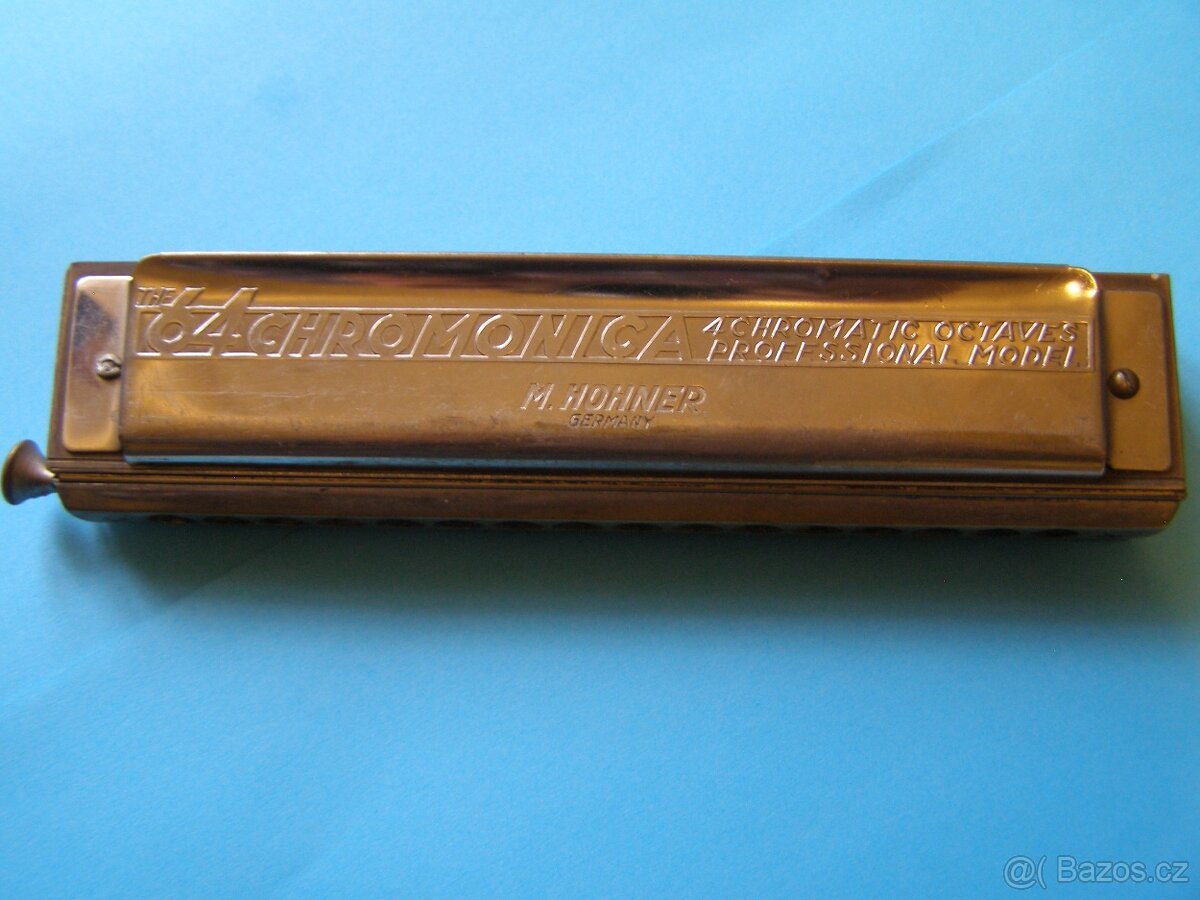 THE 64 CHROMONICA
4 CHROMATIC OCTAVES
PROFESSIONAL MODEL
M. HOHNER
GERMANY
@( Bazos.cz